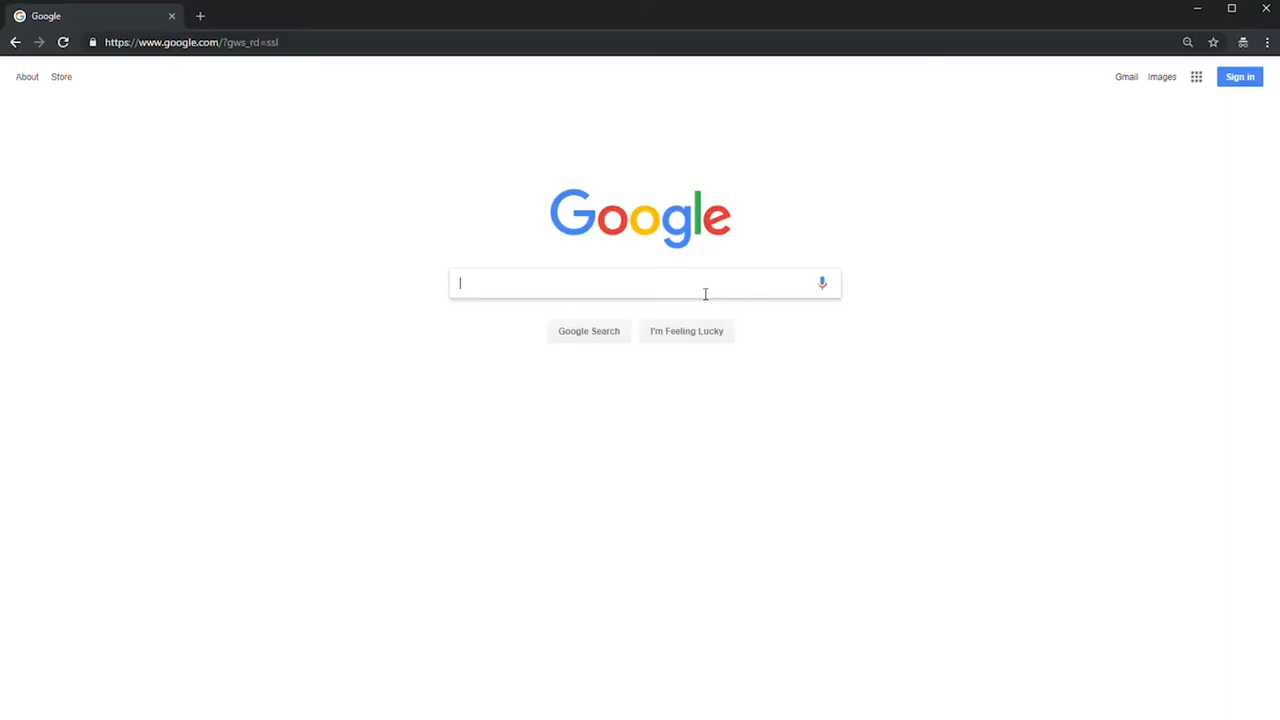 Google
https://www.google.com/?gws_rd=ssl
About Store
Gmail Images Sign in
Google
Google Search I'm Feeling Lucky